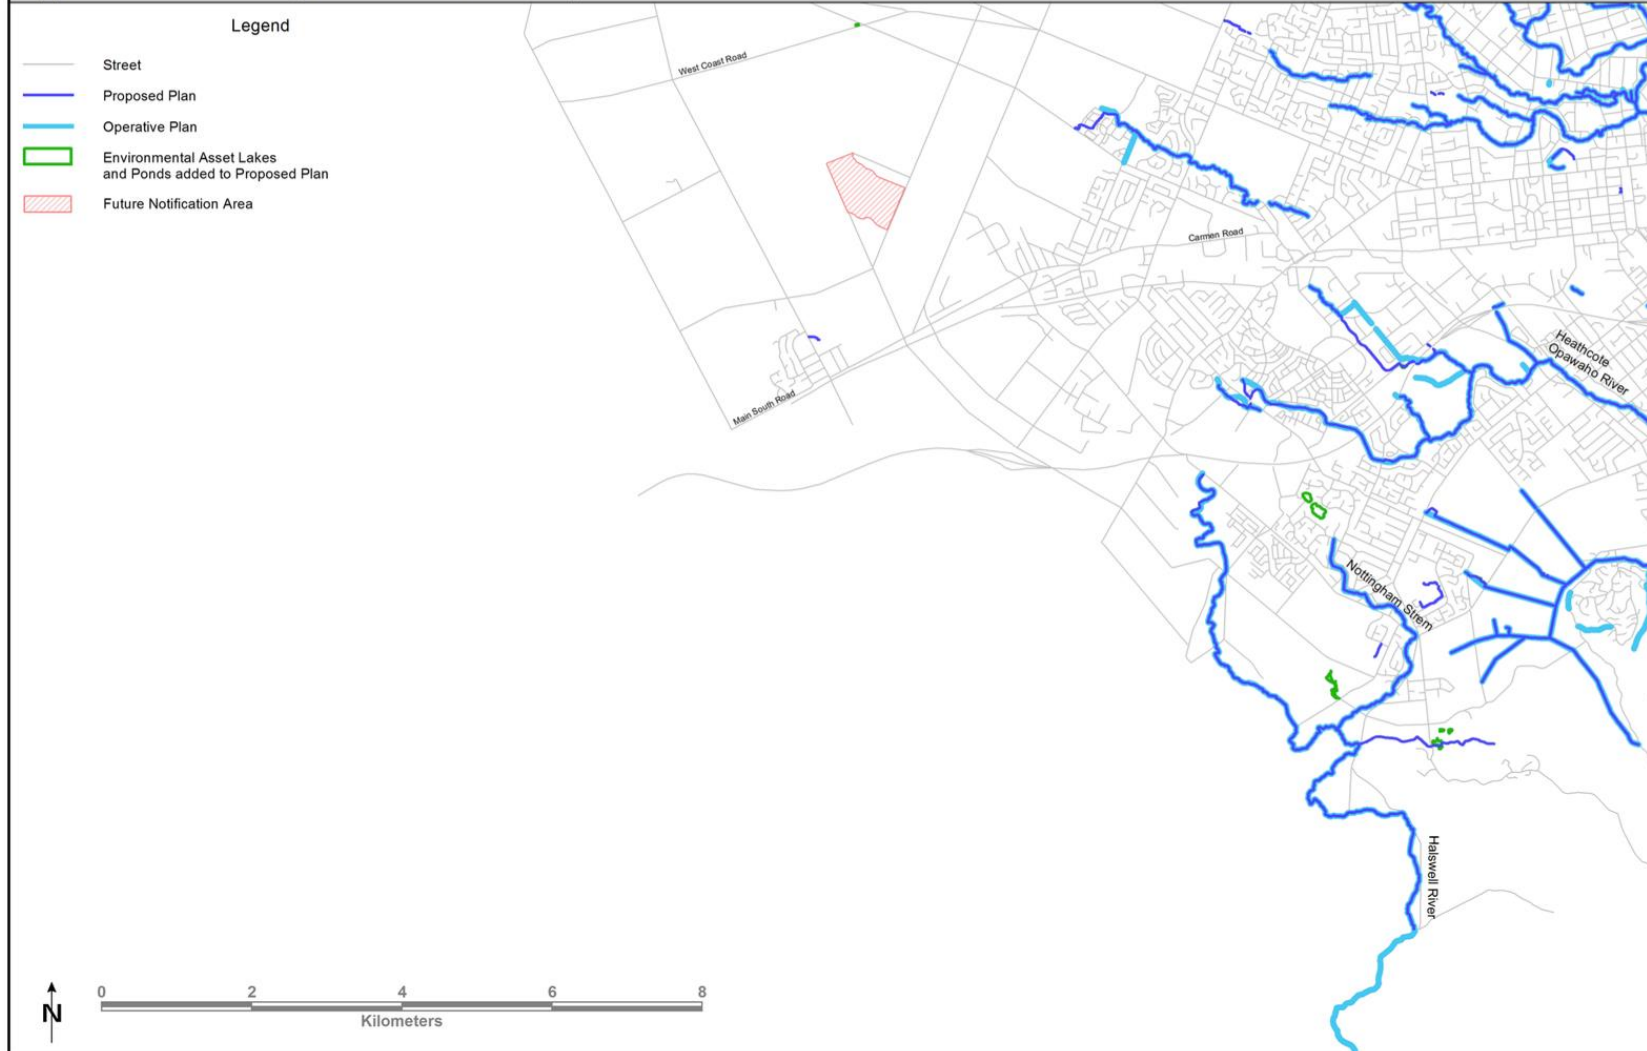 Legend
Street
Proposed Plan
Operative Plan
Environmental Asset Lakes
and Ponds added to Proposed Plan
Future Notification Area
West Coast Road
Carmen Road
Main South Road
Heathcote
Opawaho River
Nottingham Strem
Halswell River
N
0 2 4 6 8
Kilometers